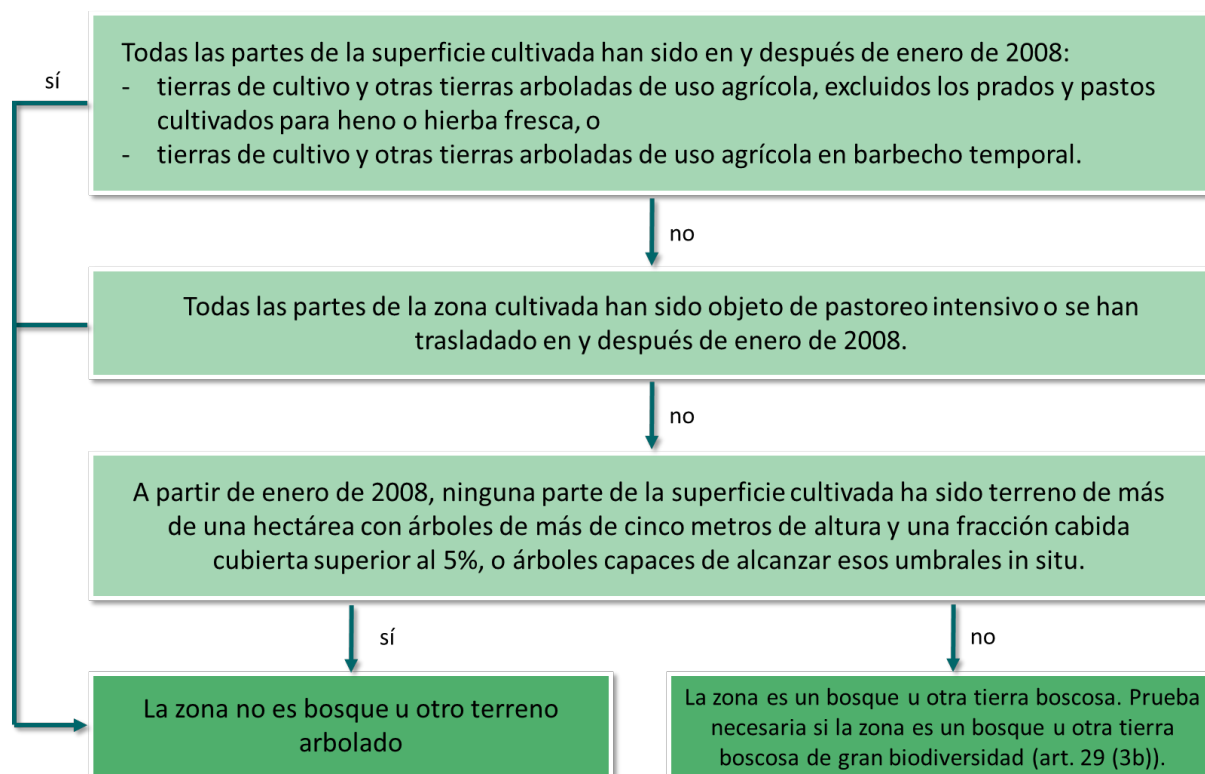 Todas las partes de la superficie cultivada han sido en y después de enero de 2008:
sí
- tierras de cultivo y otras tierras arboladas de uso agrícola, excluidos los prados y pastos
cultivados para heno o hierba fresca, o
- tierras de cultivo y otras tierras arboladas de uso agrícola en barbecho temporal.
no
Todas las partes de la zona cultivada han sido objeto de pastoreo intensivo o se han
trasladado en y después de enero de 2008.
no
A partir de enero de 2008, ninguna parte de la superficie cultivada ha sido terreno de más
de una hectárea con árboles de más de cinco metros de altura y una fracción cabida
cubierta superior al 5%, o árboles capaces de alcanzar esos umbrales in situ.
sí
no
La zona no es bosque u otro terreno
arbolado
La zona es un bosque u otra tierra boscosa. Prueba
necesaria si la zona es un bosque u otra tierra
boscosa de gran biodiversidad (art. 29 (3b)).